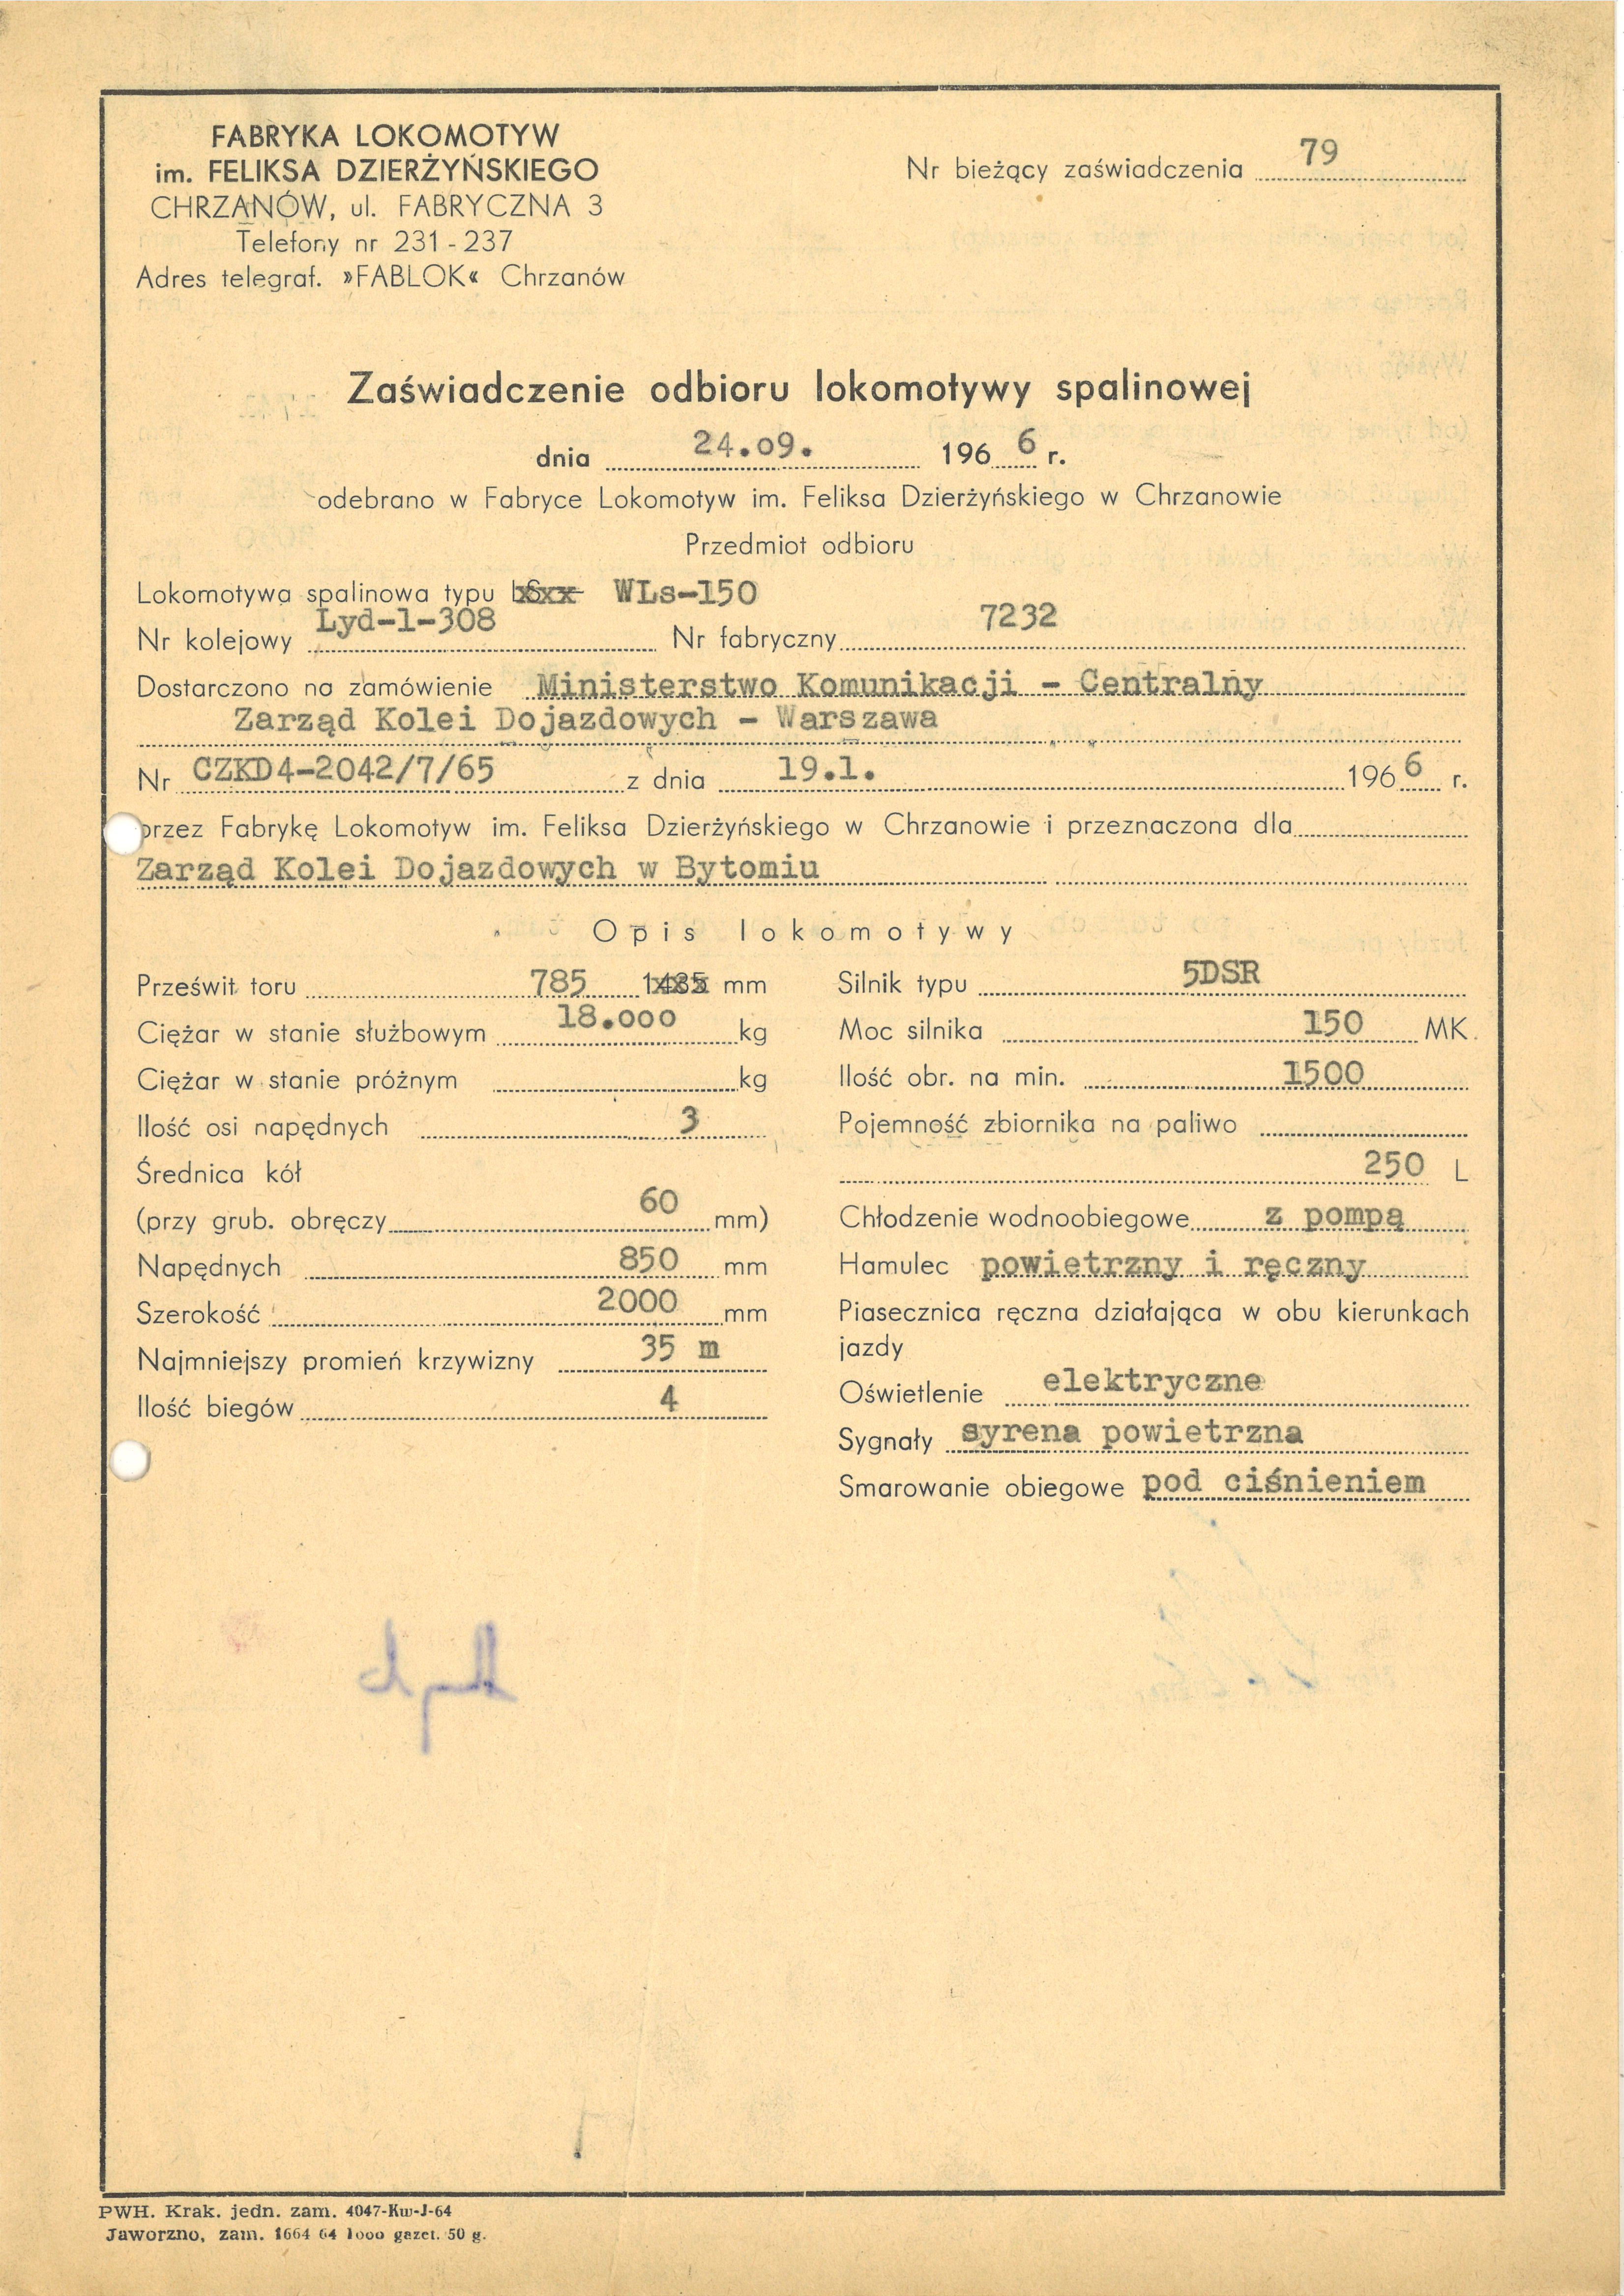 FABRYKA LOKOMOTYW
im. FELIKSA DZIERŻYŃSKIEGO
CHRZANÓW, ul. FABRYCZNA 3
Telefony nr 231-237
Adres telegraf. »FABLOK« Chrzanów
Nr bieżący zaświadczenia 79
Zaświadczenie odbioru lokomotywy spalinowej
dnia 24.09. 1966 r.
odebrano w Fabryce Lokomotyw im. Feliksa Dzierżyńskiego w Chrzanowie
Przedmiot odbioru
Lokomotywa spalinowa typu WLs-150
Nr kolejowy Lyd-1-308 Nr fabryczny 7232
Dostarczono na zamówienie Ministerstwo Komunikacji - Centralny
Zarząd Kolei Dojazdowych - Warszawa
Nr CZKD4-2042/7/65 z dnia 19.1. 1966 r.
przez Fabrykę Lokomotyw im. Feliksa Dzierżyńskiego w Chrzanowie i przeznaczona dla
Zarząd Kolei Dojazdowych w Bytomiu
Opis lokomotywy
Prześwit toru 785 1435 mm
Ciężar w stanie służbowym 18.000 kg
Ciężar w stanie próżnym kg
Ilość osi napędnych 3
Średnica kół
(przy grub. obręczy 60 mm)
Napędnych 850 mm
Szerokość 2000 mm
Najmniejszy promień krzywizny 35 m
Ilość biegów 4
Silnik typu 5DSR
Moc silnika 150 MK.
Ilość obr. na min. 1500
Pojemność zbiornika na paliwo
250 L
Chłodzenie wodnoobiegowe z pompą
Hamulec powietrzny i ręczny
Piasecznica ręczna działająca w obu kierunkach
jazdy
Oświetlenie elektryczne
Sygnały syrena powietrzna
Smarowanie obiegowe pod ciśnieniem
PWH. Krak. jedn. zam. 4047-Kw-J-64
Jaworzno, zam. 1664 64 1000 gazet. 50 g.